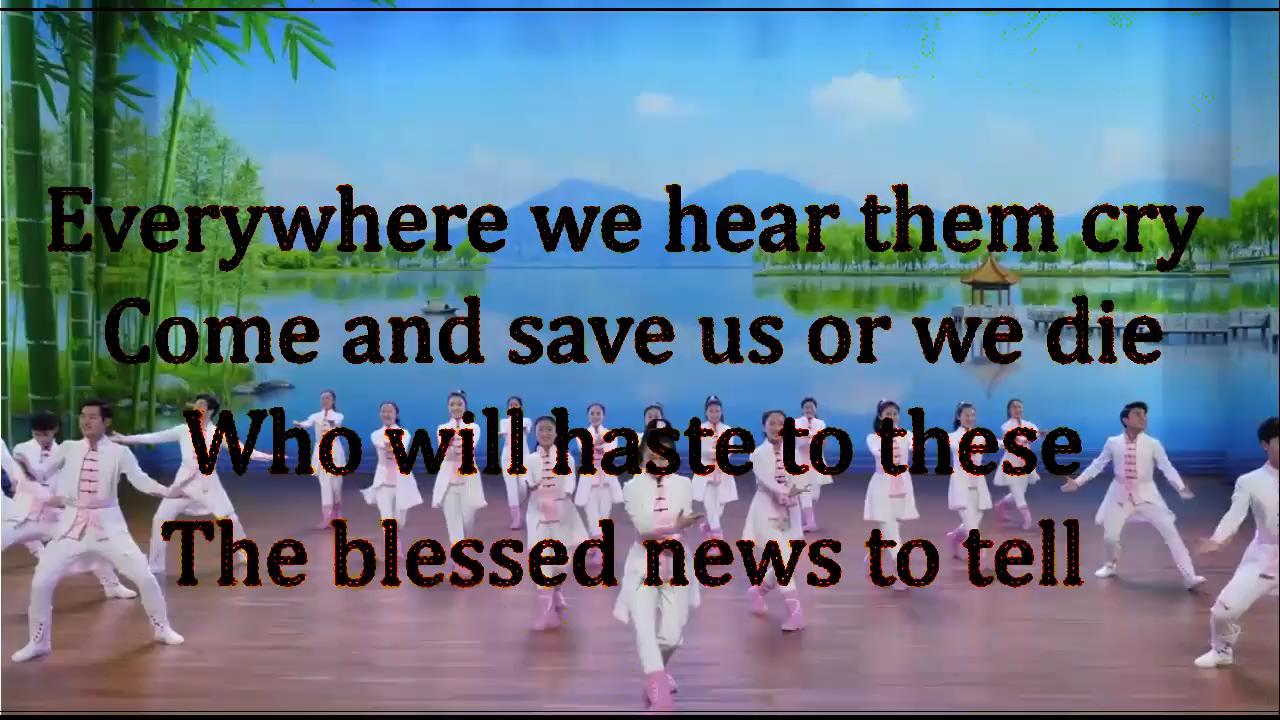 Everywhere we hear them cry
Come and save us or we die
Who will haste to these
The blessed news to tell